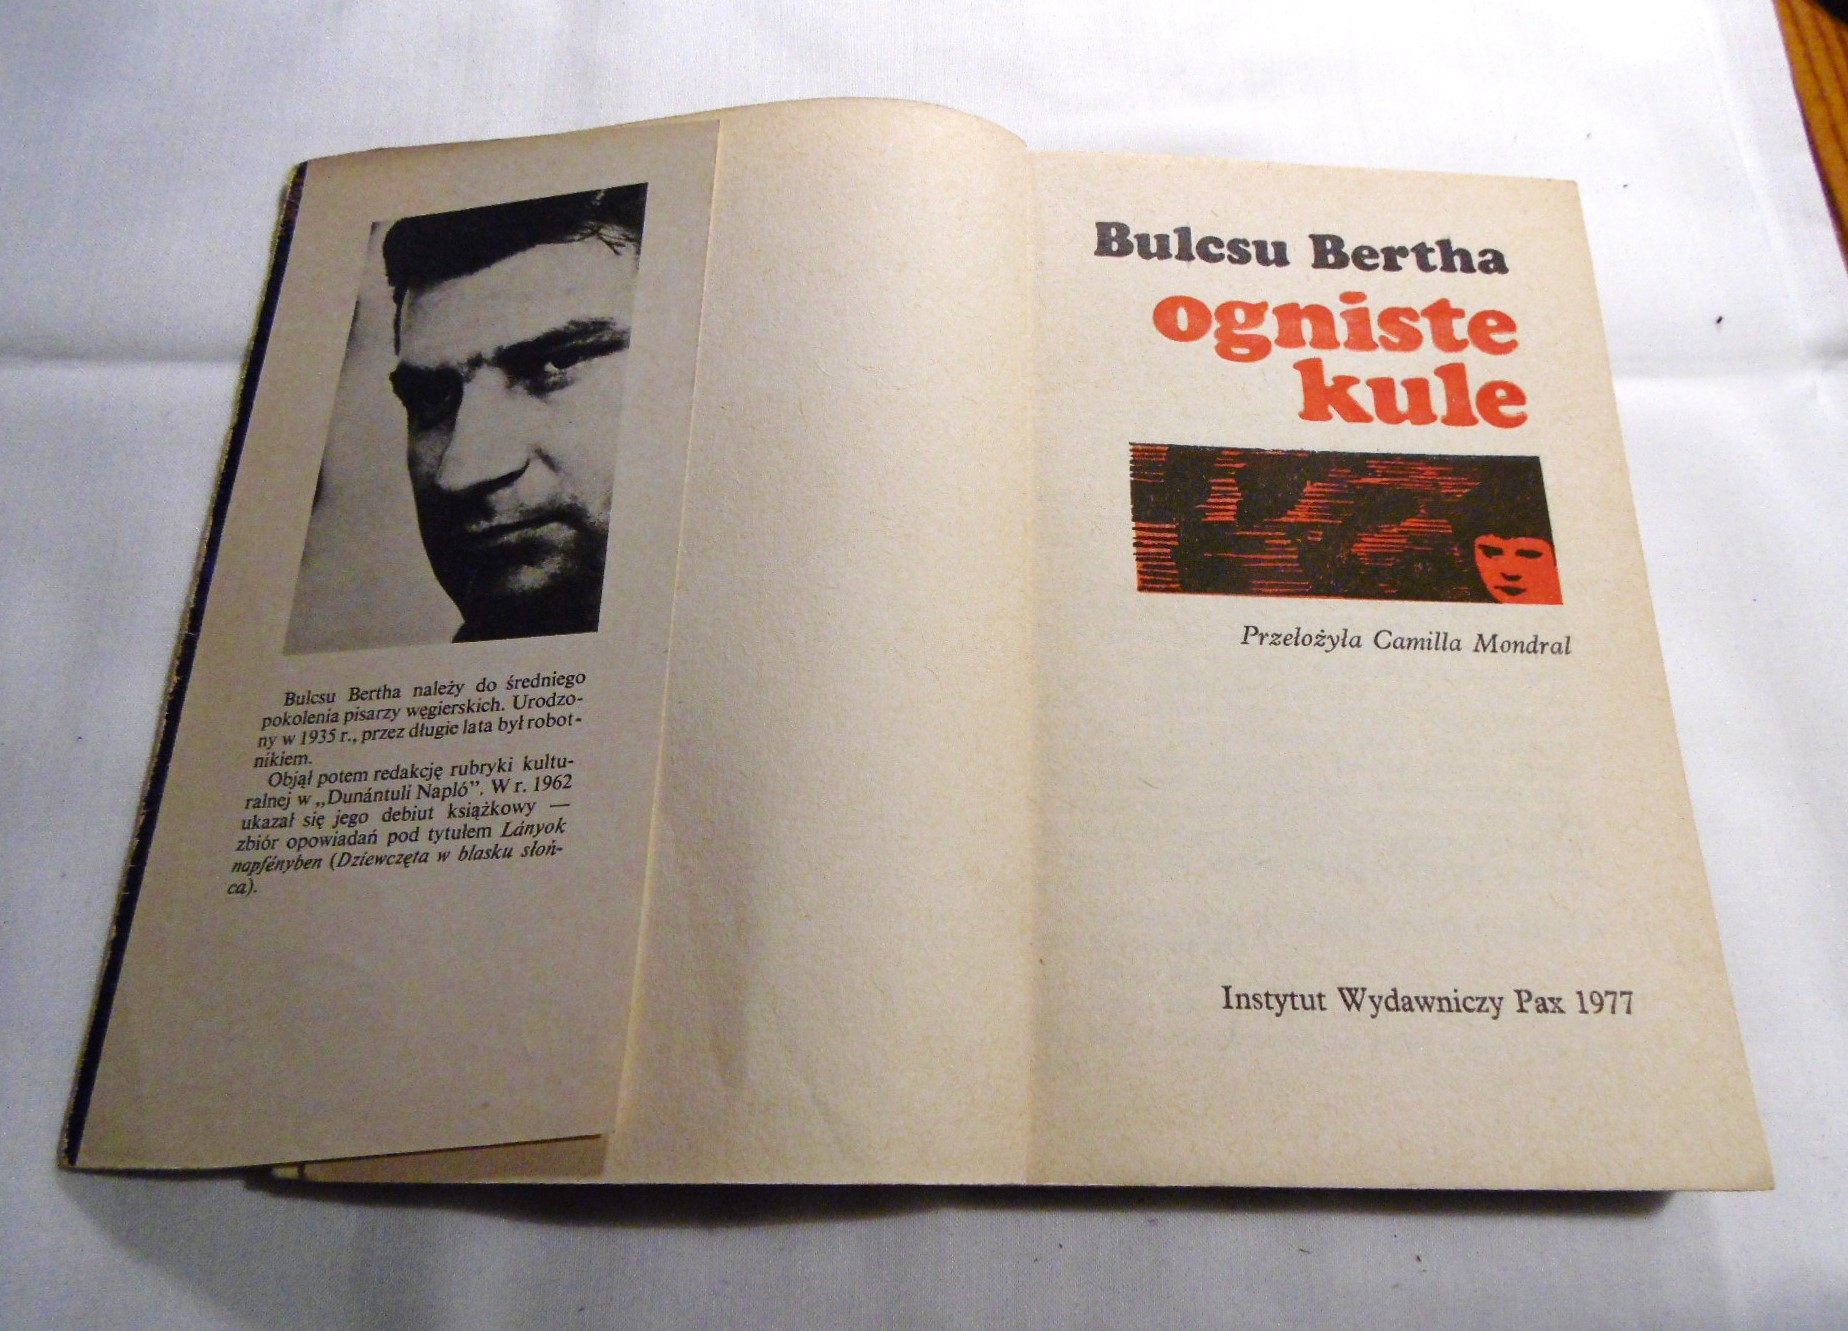 Bulcsu Bertha należy do średniego
pokolenia pisarzy węgierskich. Urodzo-
ny w 1935 r., przez długie lata był robot-
nikiem.
Objął potem redakcję rubryki kultu-
ralnej w „Dunántuli Napló”. W r. 1962
ukazał się jego debiut książkowy —
zbiór opowiadań pod tytułem Lányok
napfényben (Dziewczęta w blasku słoń-
ca).
Bulcsu Bertha
ogniste
kule
Przełożyła Camilla Mondral
Instytut Wydawniczy Pax 1977